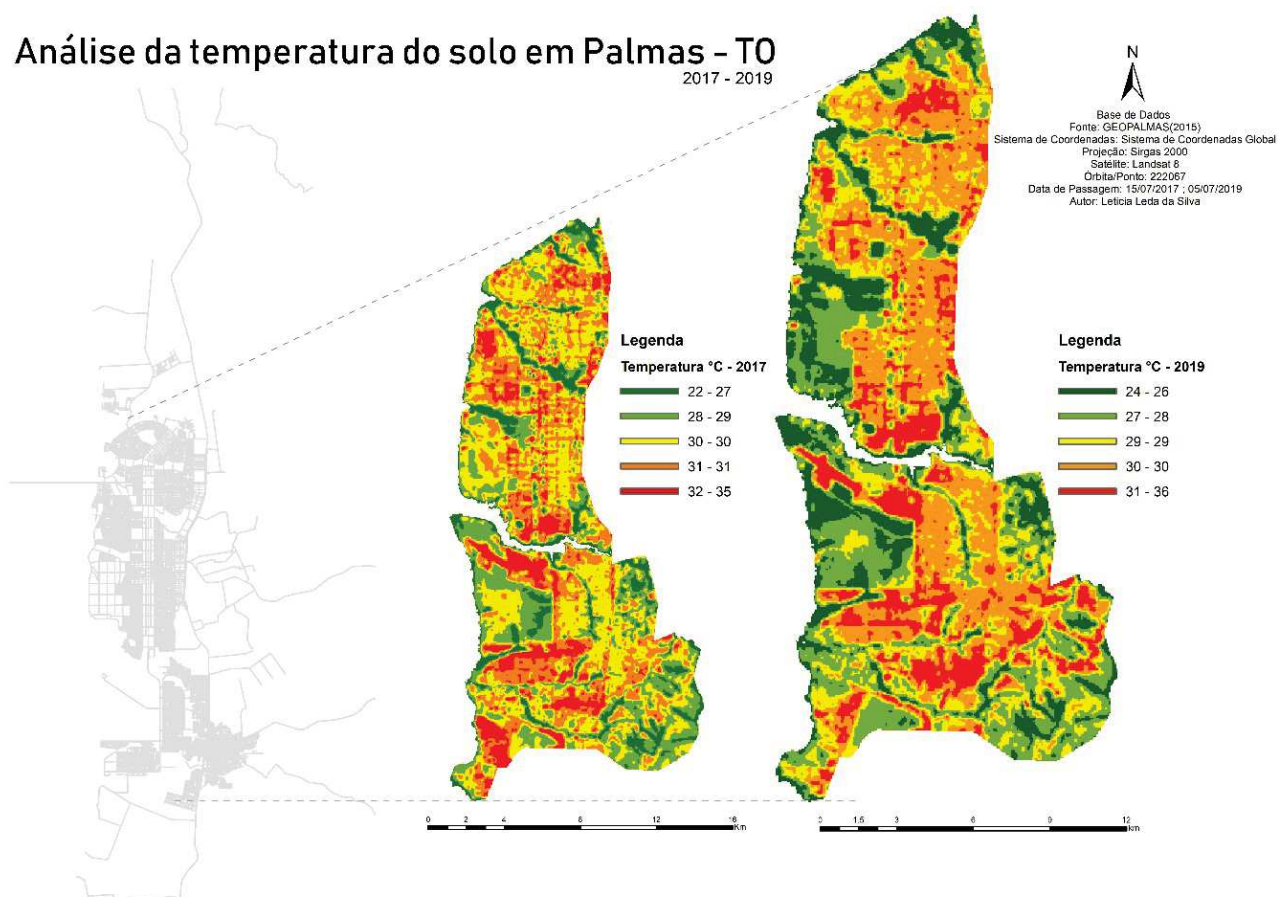 Análise da temperatura do solo em Palmas - TO
2017 - 2019
N
Base de Dados
Fonte: GEOPALMAS(2015)
Sistema de Coordenadas: Sistema de Coordenadas Global
Projeção: Sirgas 2000
Satélite: Landsat 8
Órbita/Ponto: 222067
Data de Passagem: 15/07/2017 ; 05/07/2019
Autor: Leticia Leda da Silva
Legenda
Temperatura °C - 2017
22 - 27
28 - 29
30 - 30
31 - 31
32 - 35
Legenda
Temperatura °C - 2019
24 - 26
27 - 28
29 - 29
30 - 30
31 - 36
0 2 4 8 12 16
Km
0 1,5 3 6 9 12
km